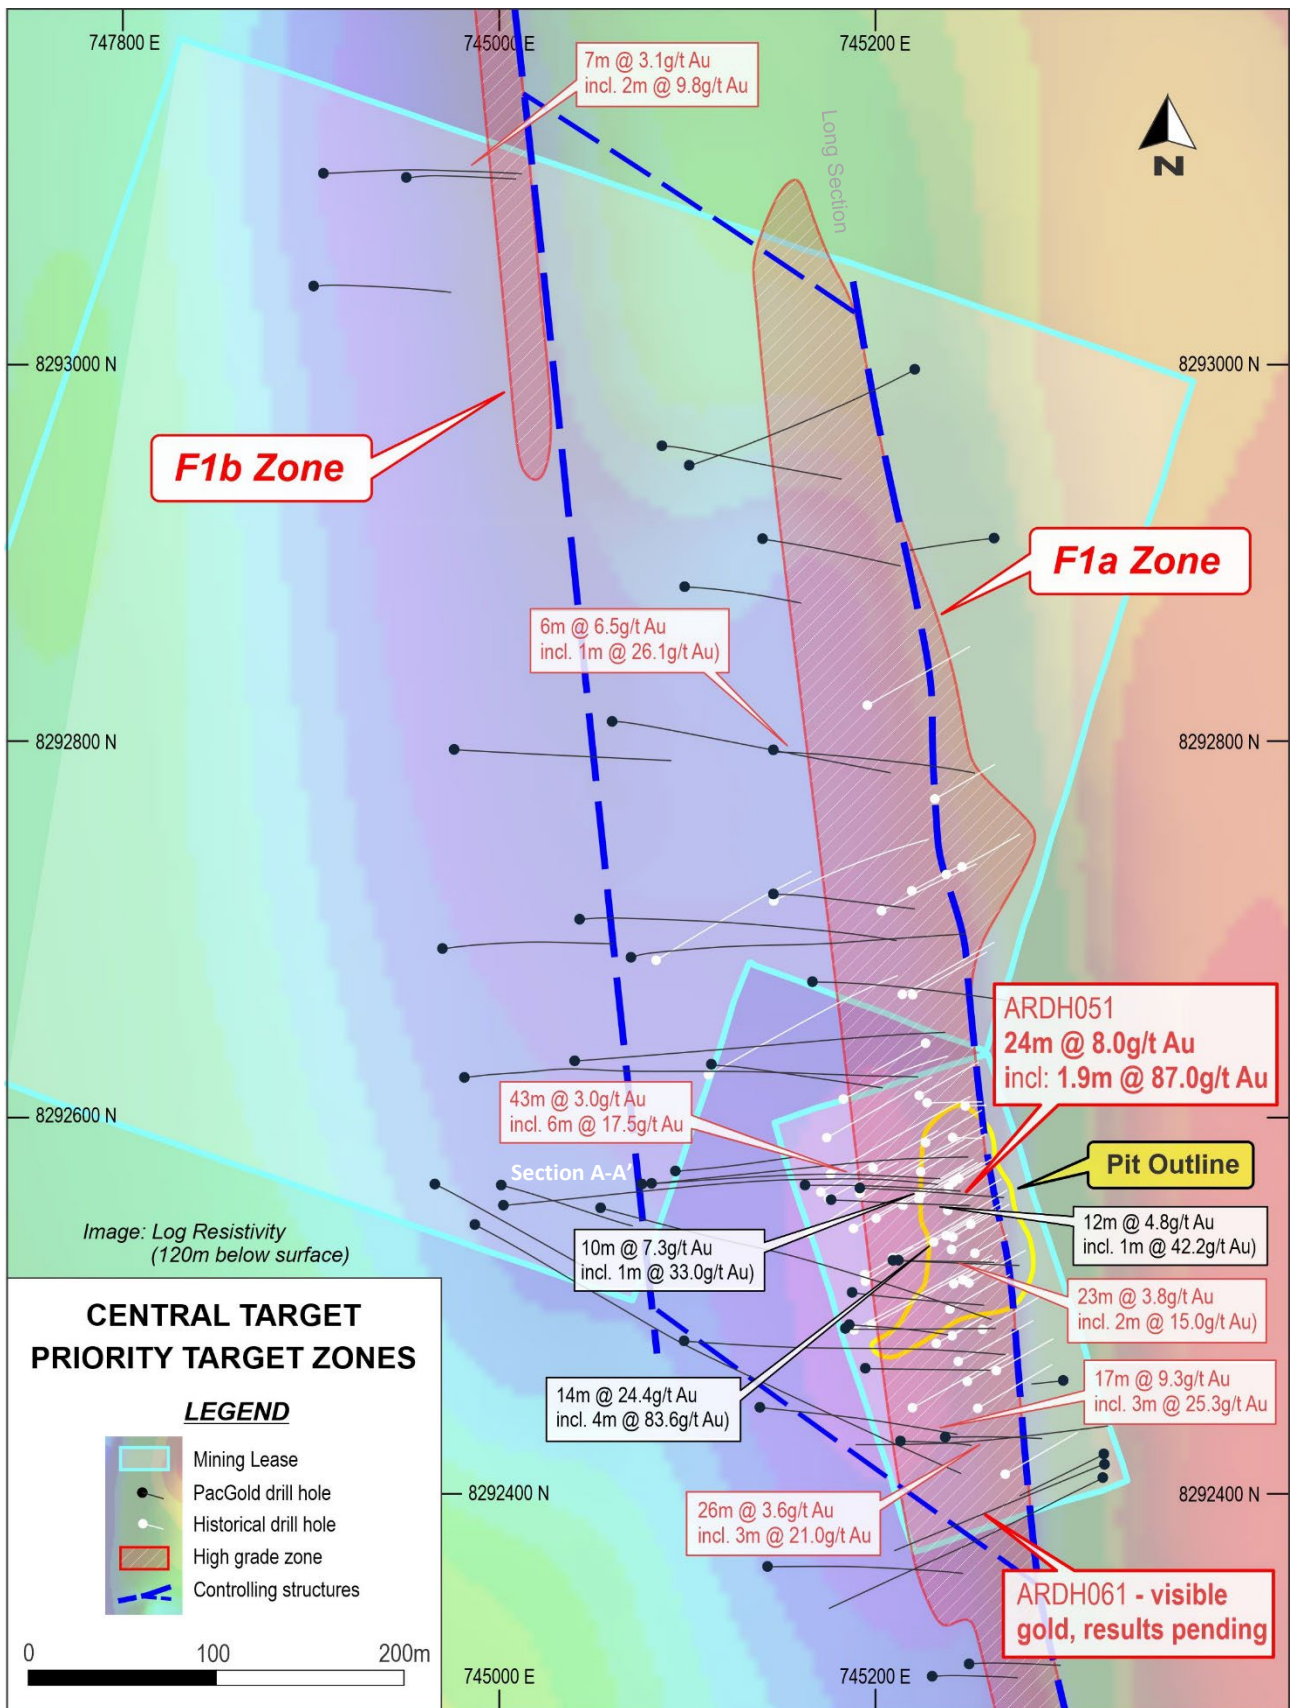 747800 E
745000 E
745200 E
7m @ 3.1g/t Au
incl. 2m @ 9.8g/t Au
Long Section
N
8293000 N
8293000 N
F1b Zone
F1a Zone
6m @ 6.5g/t Au
incl. 1m @ 26.1g/t Au)
8292800 N
8292800 N
ARDH051
24m @ 8.0g/t Au
incl: 1.9m @ 87.0g/t Au
43m @ 3.0g/t Au
incl. 6m @ 17.5g/t Au
8292600 N
Section A-A'
Pit Outline
Image: Log Resistivity
(120m below surface)
10m @ 7.3g/t Au
incl. 1m @ 33.0g/t Au)
12m @ 4.8g/t Au
incl. 1m @ 42.2g/t Au)
23m @ 3.8g/t Au
incl. 2m @ 15.0g/t Au)
14m @ 24.4g/t Au
incl. 4m @ 83.6g/t Au)
17m @ 9.3g/t Au
incl. 3m @ 25.3g/t Au
26m @ 3.6g/t Au
incl. 3m @ 21.0g/t Au
8292400 N
8292400 N
ARDH061 - visible
gold, results pending
CENTRAL TARGET
PRIORITY TARGET ZONES
LEGEND
Mining Lease
PacGold drill hole
Historical drill hole
High grade zone
Controlling structures
0 100 200m
745000 E
745200 E